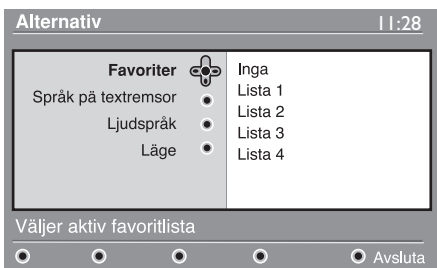 Alternativ 11:28
Favoriter
Språk på textremsor
Ljudspråk
Läge
Inga
Lista 1
Lista 2
Lista 3
Lista 4
Väljer aktiv favoritlista
Avsluta